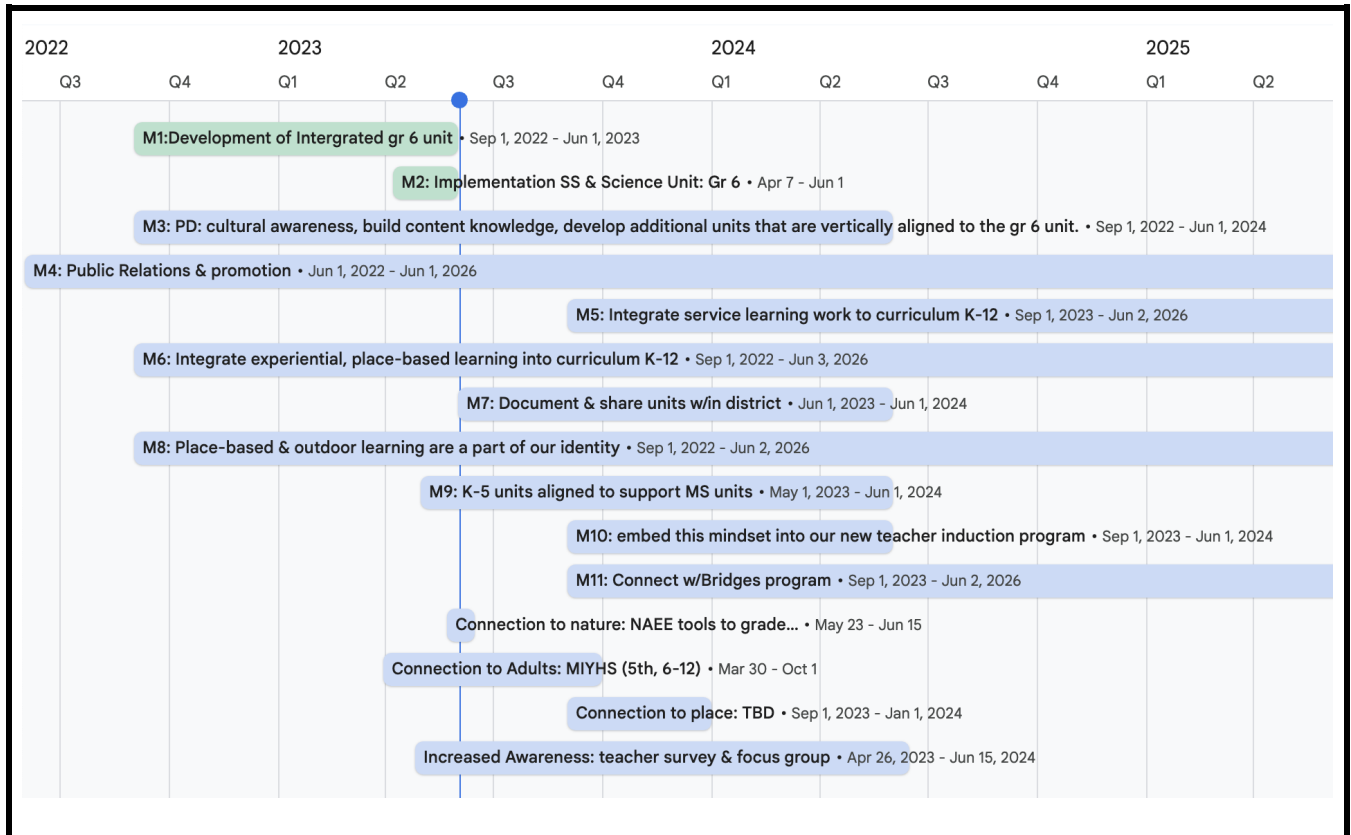 2022 2023 2024 2025
Q3 Q4 Q1 Q2 Q3 Q4 Q1 Q2 Q3 Q4 Q1 Q2
M1:Development of Intergrated gr 6 unit • Sep 1, 2022 - Jun 1, 2023
M2: Implementation SS & Science Unit: Gr 6 • Apr 7 - Jun 1
M3: PD: cultural awareness, build content knowledge, develop additional units that are vertically aligned to the gr 6 unit. • Sep 1, 2022 - Jun 1, 2024
M4: Public Relations & promotion • Jun 1, 2022 - Jun 1, 2026
M5: Integrate service learning work to curriculum K-12 • Sep 1, 2023 - Jun 2, 2026
M6: Integrate experiential, place-based learning into curriculum K-12 • Sep 1, 2022 - Jun 3, 2026
M7: Document & share units w/in district • Jun 1, 2023 - Jun 1, 2024
M8: Place-based & outdoor learning are a part of our identity • Sep 1, 2022 - Jun 2, 2026
M9: K-5 units aligned to support MS units • May 1, 2023 - Jun 1, 2024
M10: embed this mindset into our new teacher induction program • Sep 1, 2023 - Jun 1, 2024
M11: Connect w/Bridges program • Sep 1, 2023 - Jun 2, 2026
Connection to nature: NAEE tools to grade... • May 23 - Jun 15
Connection to Adults: MIYHS (5th, 6-12) • Mar 30 - Oct 1
Connection to place: TBD • Sep 1, 2023 - Jan 1, 2024
Increased Awareness: teacher survey & focus group • Apr 26, 2023 - Jun 15, 2024